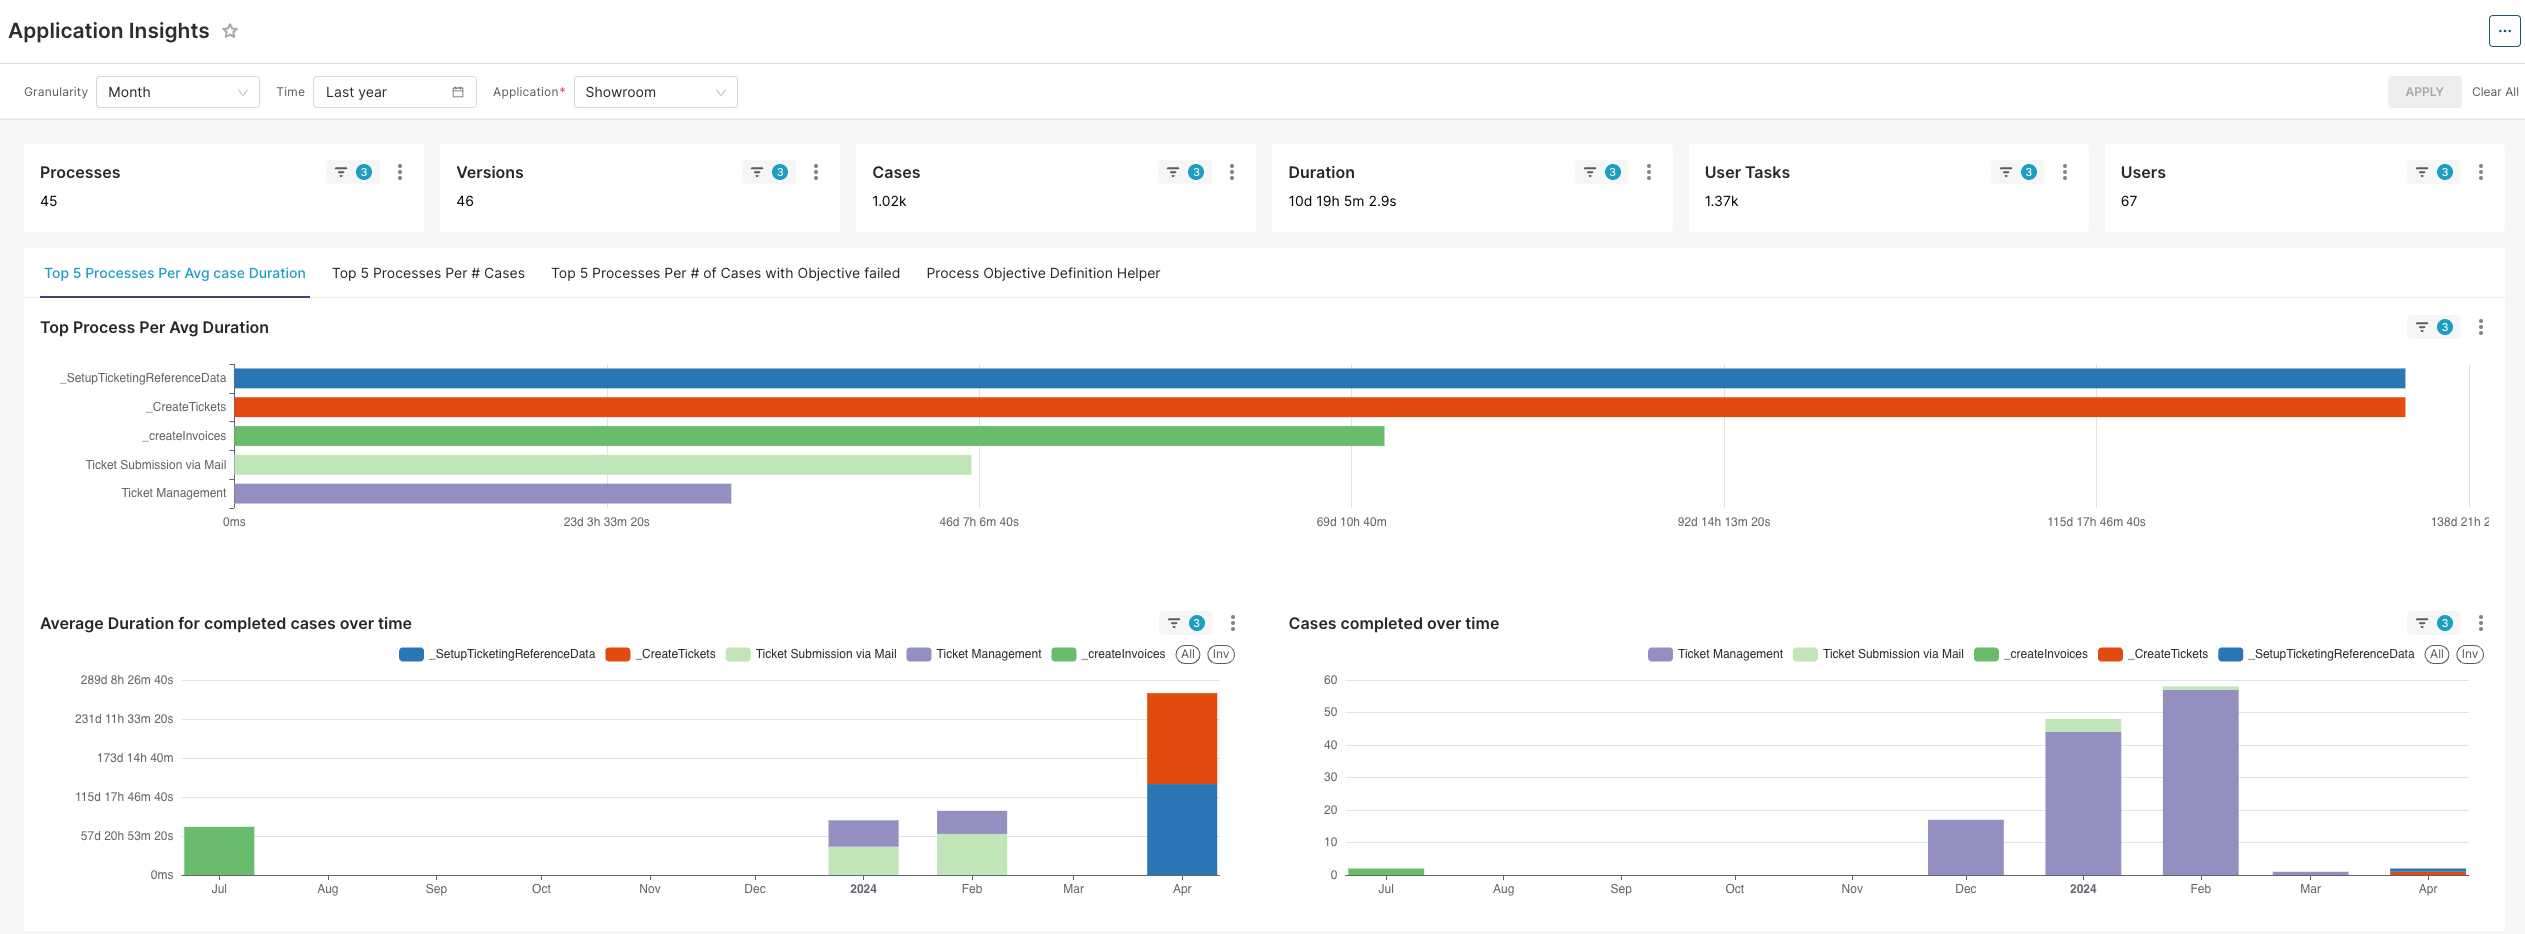 Application Insights
Granularity Month Time Last year Application* Showroom APPLY Clear All
Processes 3 Versions 3 Cases 3 Duration 3 User Tasks 3 Users 3
45 46 1.02k 10d 19h 5m 2.9s 1.37k 67
Top 5 Processes Per Avg case Duration Top 5 Processes Per # Cases Top 5 Processes Per # of Cases with Objective failed Process Objective Definition Helper
Top Process Per Avg Duration 3
_SetupTicketingReferenceData
_CreateTickets
_createInvoices
Ticket Submission via Mail
Ticket Management
0ms 23d 3h 33m 20s 46d 7h 6m 40s 69d 10h 40m 92d 14h 13m 20s 115d 17h 46m 40s 138d 21h 2
Average Duration for completed cases over time 3
_SetupTicketingReferenceData _CreateTickets Ticket Submission via Mail Ticket Management _createInvoices All Inv
289d 8h 26m 40s
231d 11h 33m 20s
173d 14h 40m
115d 17h 46m 40s
57d 20h 53m 20s
0ms
Jul Aug Sep Oct Nov Dec 2024 Feb Mar Apr
Cases completed over time 3
Ticket Management Ticket Submission via Mail _createInvoices _CreateTickets _SetupTicketingReferenceData All Inv
60
50
40
30
20
10
0
Jul Aug Sep Oct Nov Dec 2024 Feb Mar Apr